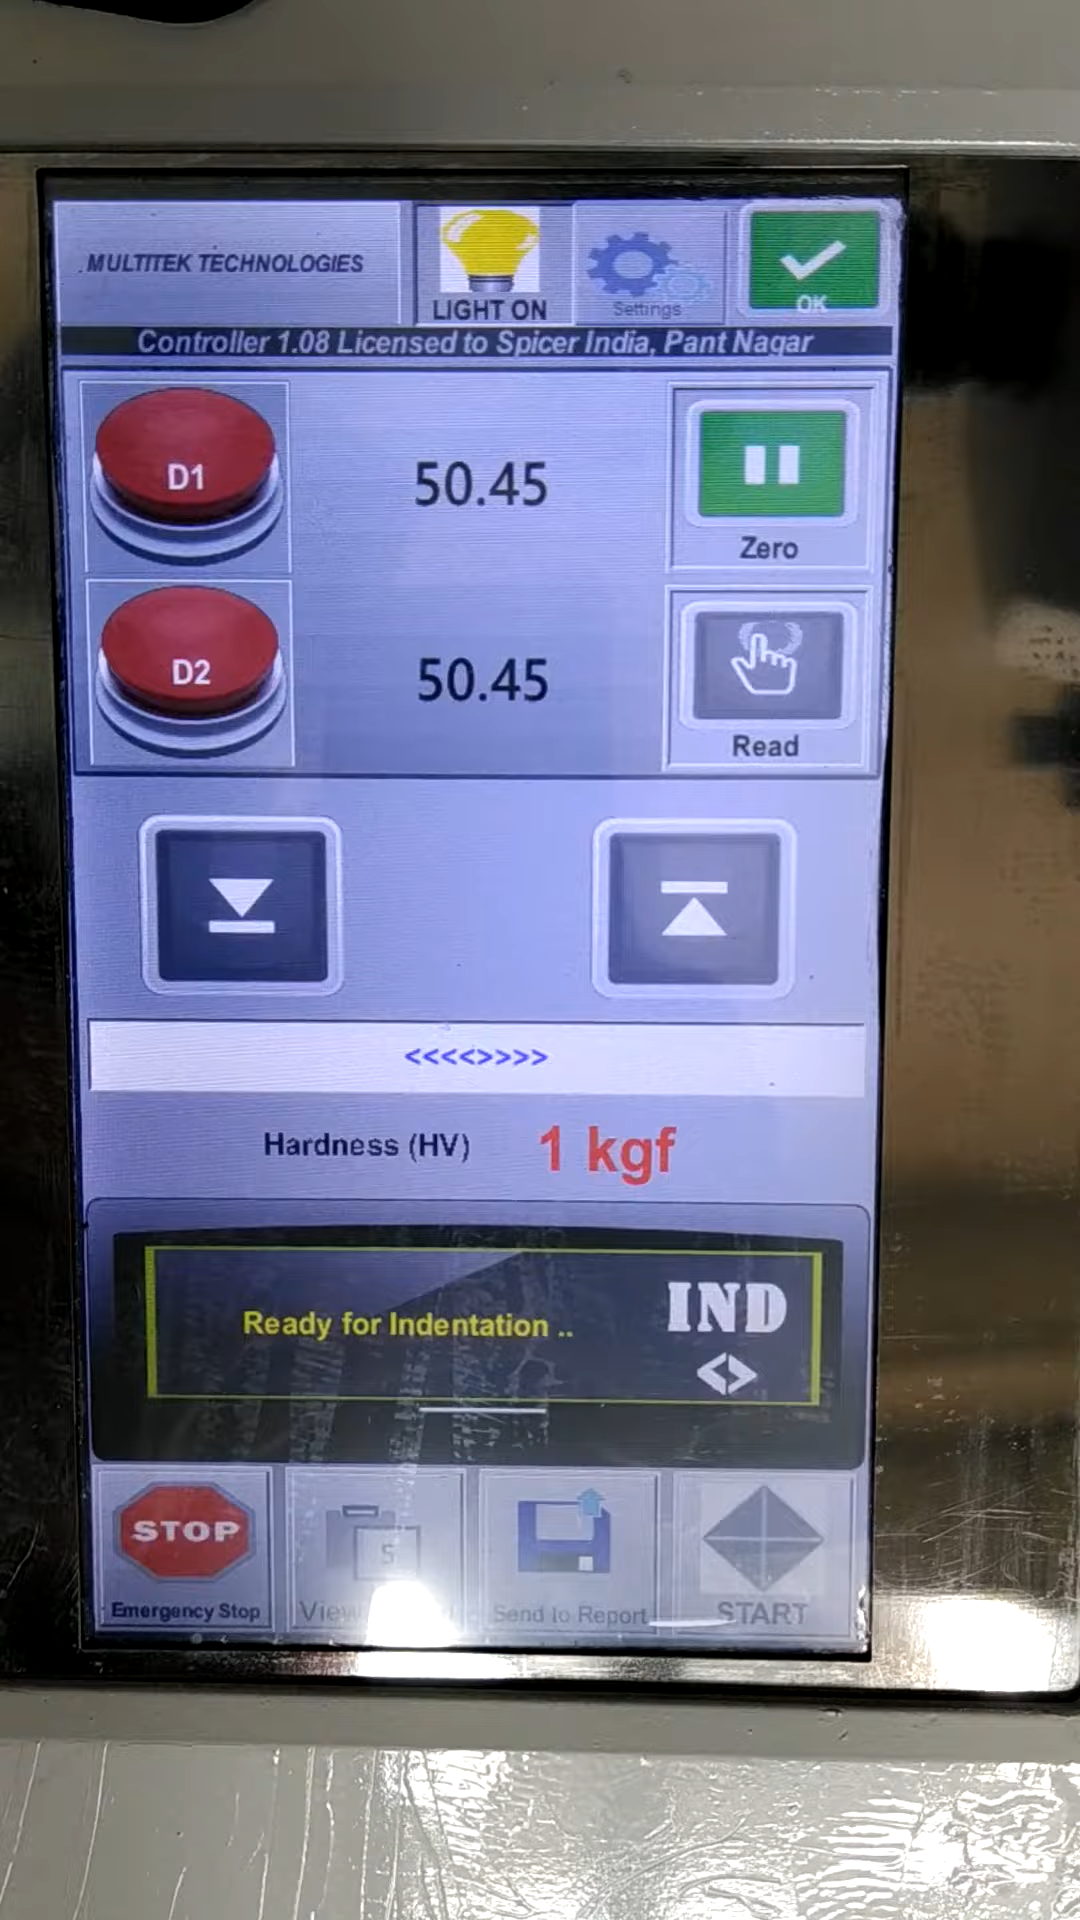 MULTITEK TECHNOLOGIES
LIGHT ON
Settings
OK
Controller 1.08 Licensed to Spicer India, Pant Nagar
D1
50.45
Zero
D2
50.45
Read
<<<<>>>>
Hardness (HV) 1 kgf
Ready for Indentation ..
IND
<>
STOP
Emergency Stop
S
Send to Report
START